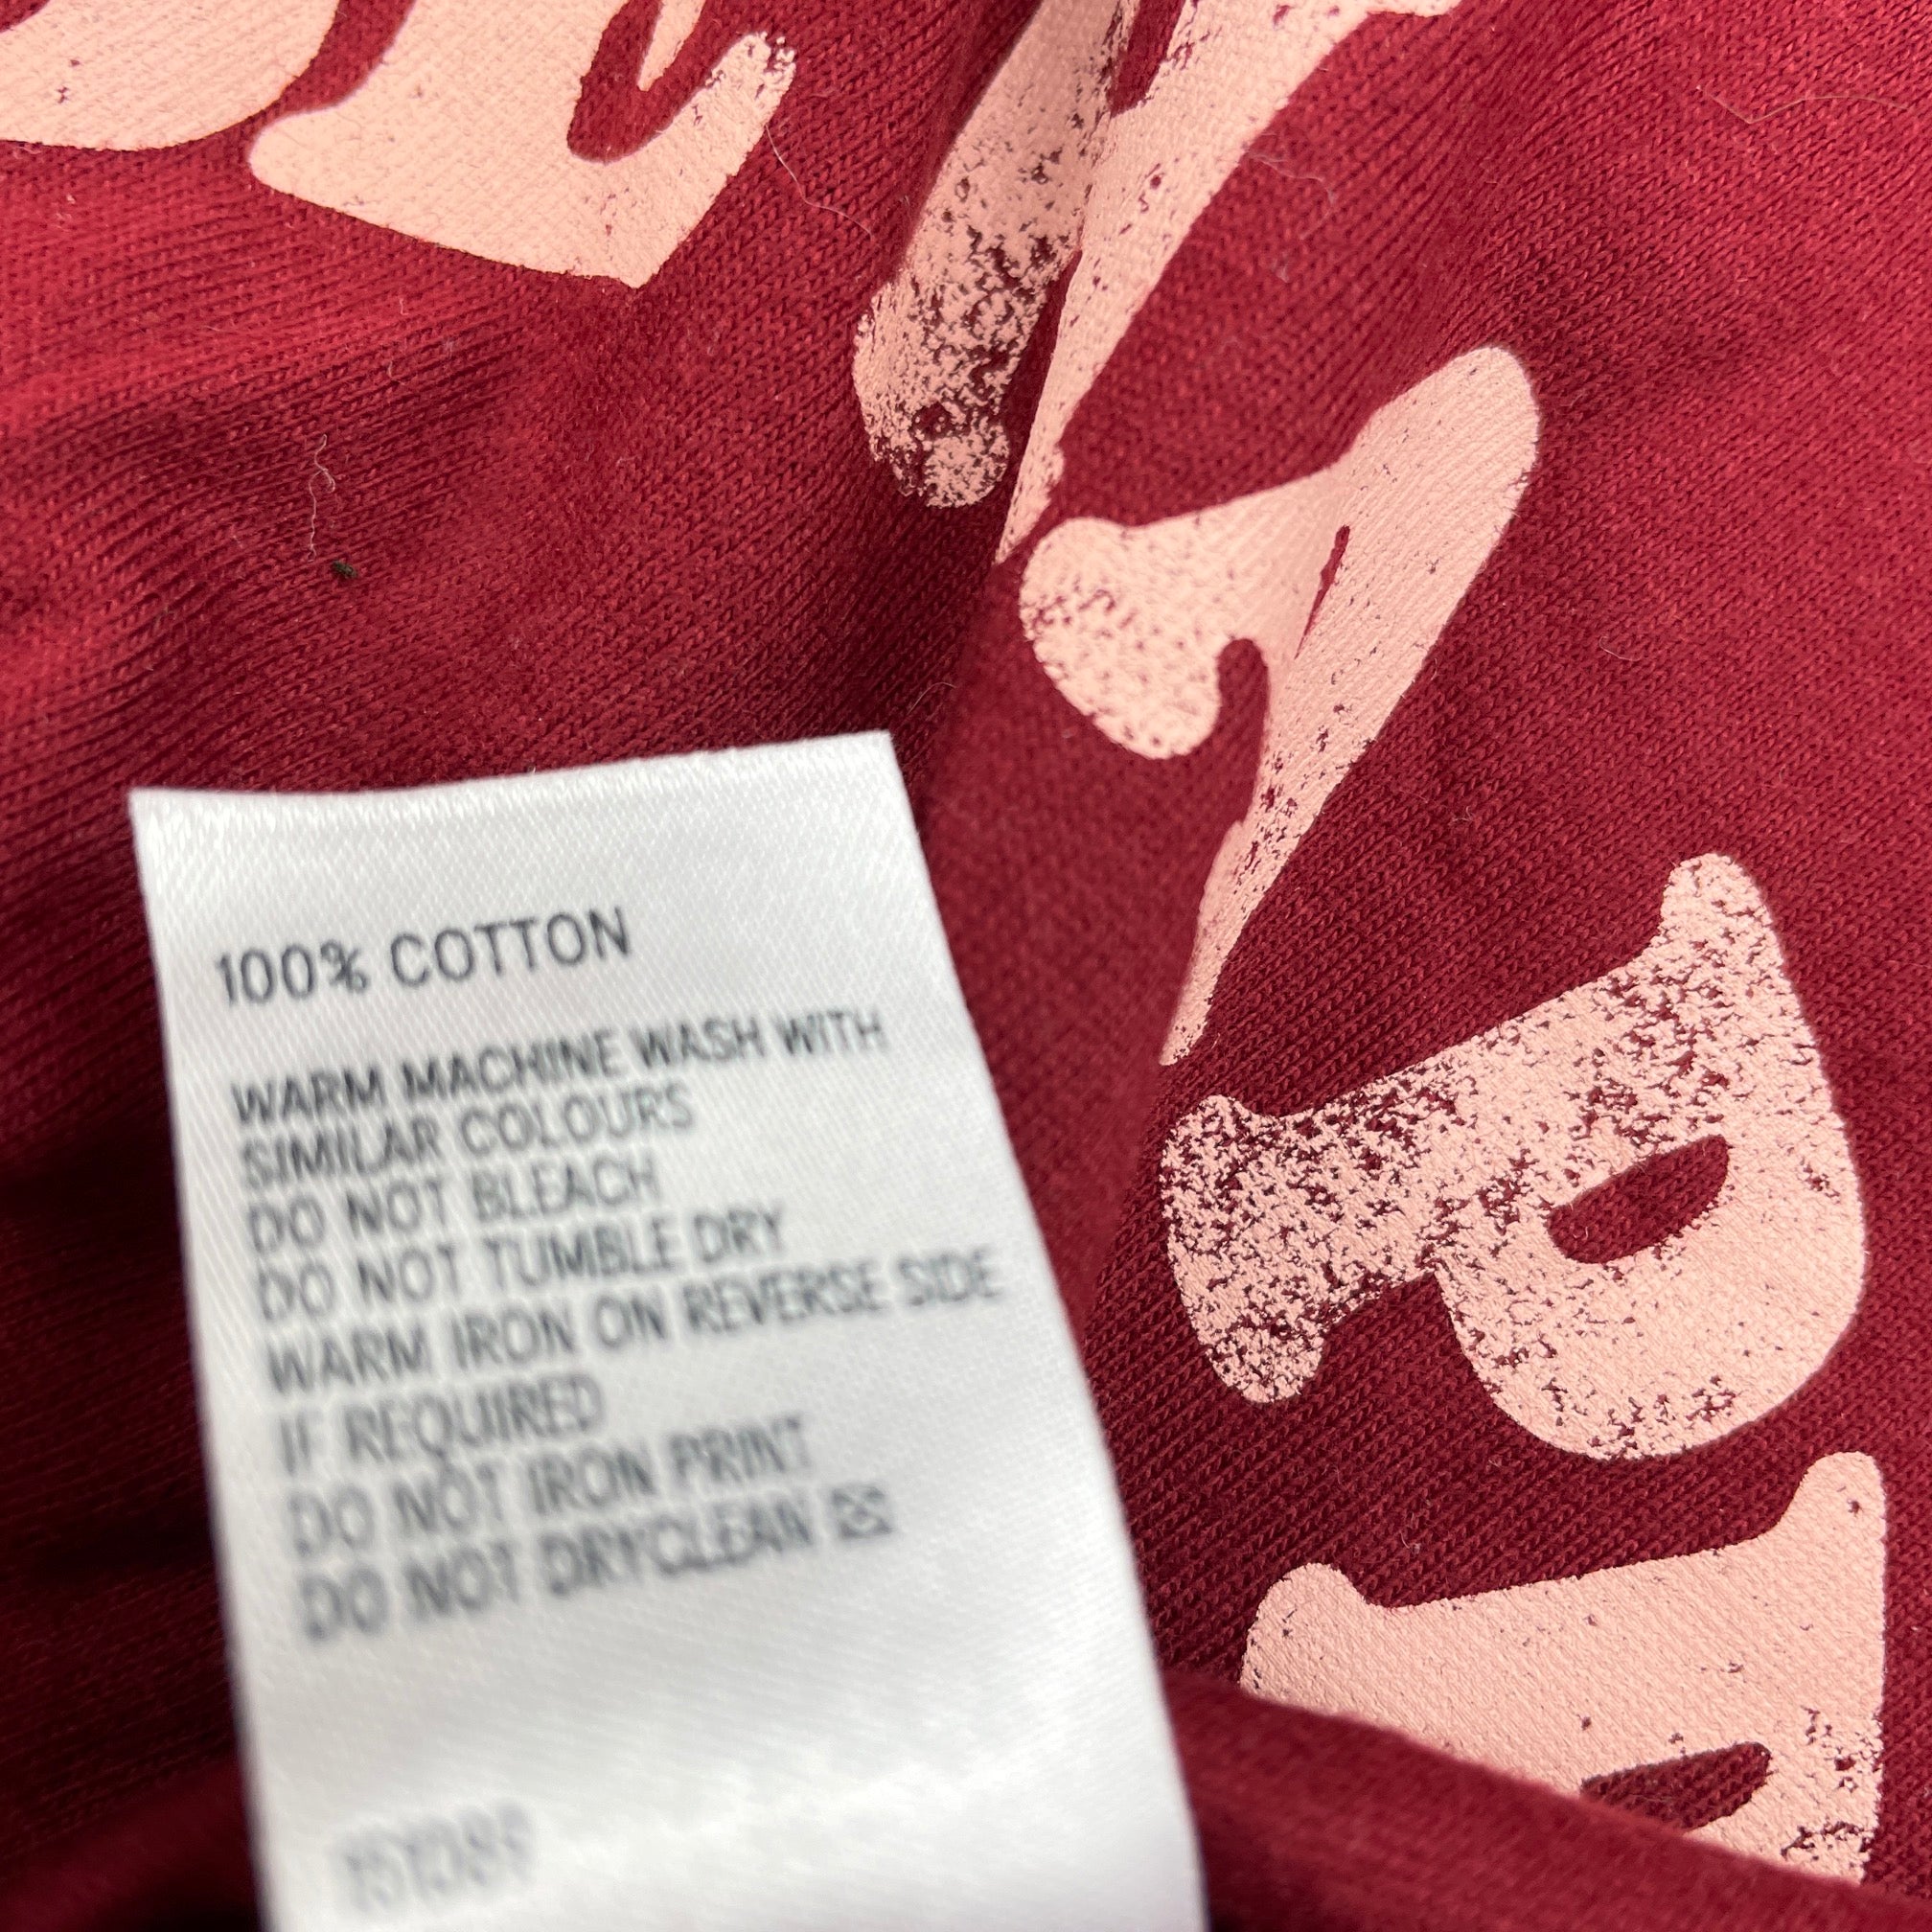 100% COTTON
WARM MACHINE WASH WITH
SIMILAR COLOURS
DO NOT BLEACH
DO NOT TUMBLE DRY
WARM IRON ON REVERSE SIDE
IF REQUIRED
DO NOT IRON PRINT
DO NOT DRYCLEAN